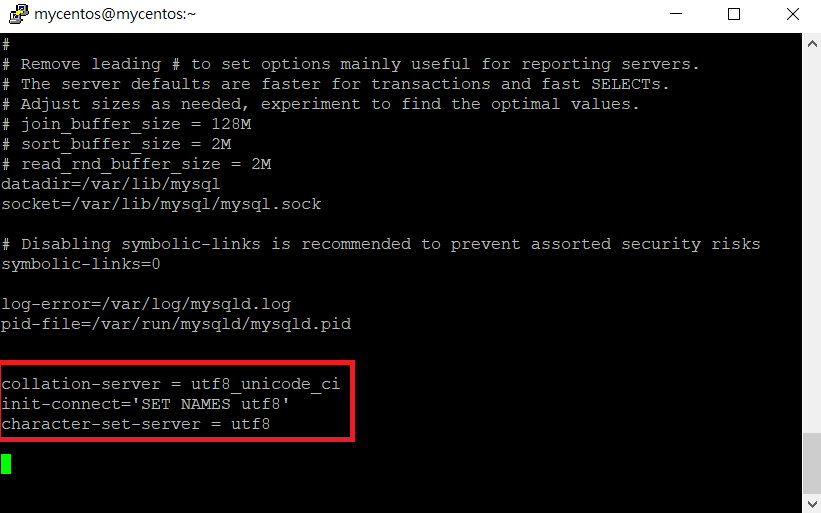 mycentos@mycentos:~
#
# Remove leading # to set options mainly useful for reporting servers.
# The server defaults are faster for transactions and fast SELECTs.
# Adjust sizes as needed, experiment to find the optimal values.
# join_buffer_size = 128M
# sort_buffer_size = 2M
# read_rnd_buffer_size = 2M
datadir=/var/lib/mysql
socket=/var/lib/mysql/mysql.sock
# Disabling symbolic-links is recommended to prevent assorted security risks
symbolic-links=0
log-error=/var/log/mysqld.log
pid-file=/var/run/mysqld/mysqld.pid
collation-server = utf8_unicode_ci
init-connect='SET NAMES utf8'
character-set-server = utf8